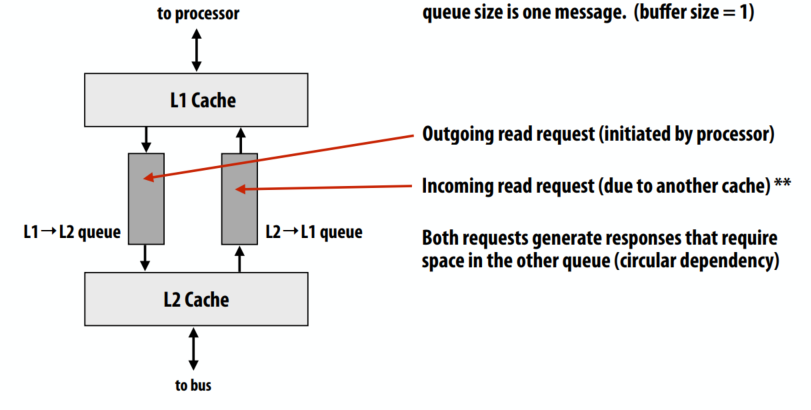 to processor
queue size is one message. (buffer size = 1)
L1 Cache
Outgoing read request (initiated by processor)
Incoming read request (due to another cache) **
L1→L2 queue
L2→L1 queue
Both requests generate responses that require
space in the other queue (circular dependency)
L2 Cache
to bus